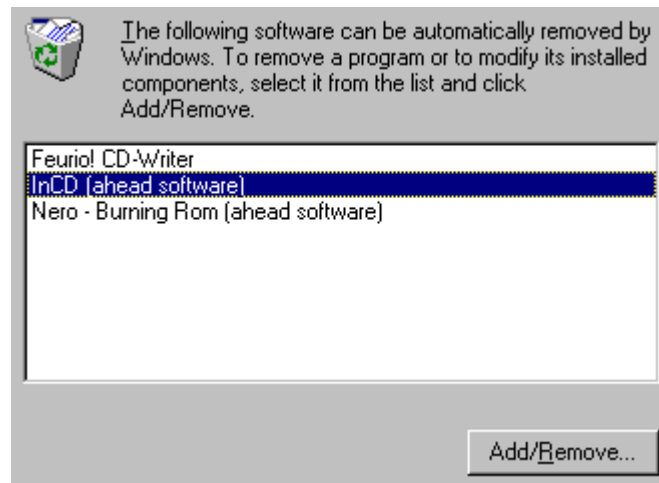 The following software can be automatically removed by
Windows. To remove a program or to modify its installed
components, select it from the list and click
Add/Remove.
Feurio! CD-Writer
InCD (ahead software)
Nero - Burning Rom (ahead software)
Add/Remove...